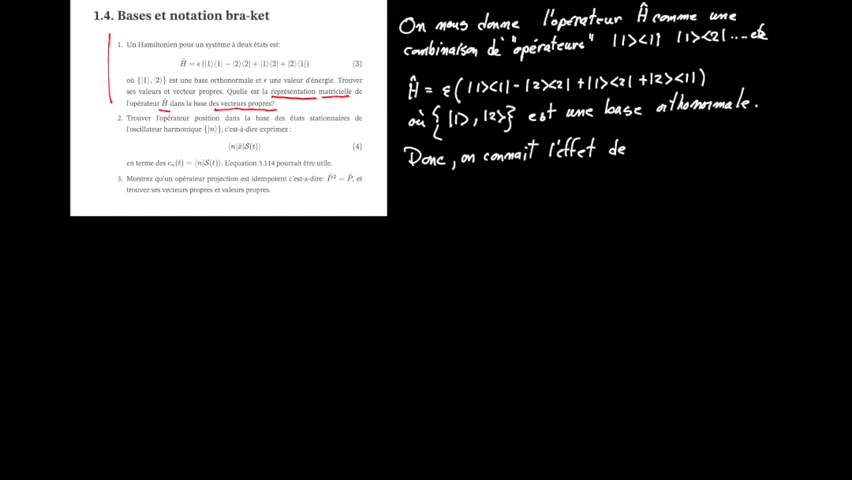 1.4. Bases et notation bra-ket
1. Un Hamiltonien pour un système à deux états est:
Ĥ = ϵ (|1⟩⟨1| − |2⟩⟨2| + |1⟩⟨2| + |2⟩⟨1|) (3)
où {|1⟩, |2⟩} est une base orthonormale et ϵ une valeur d'énergie. Trouver
ses valeurs et vecteur propres. Quelle est la représentation matricielle de
l'opérateur Ĥ dans la base des vecteurs propres?
2. Trouver l'opérateur position dans la base des états stationnaires de
l'oscillateur harmonique {|n⟩}, c'est-à-dire exprimez :
⟨n|x̂|S(t)⟩ (4)
en terme des cₙ(t) = ⟨n|S(t)⟩. L'equation 3.114 pourrait être utile.
3. Montrez qu'un opérateur projection est idempotent c'est-a-dire: P̂² = P̂, et
trouvez ses vecteurs propres et valeurs propres.
On nous donne l'opérateur Ĥ comme une
combinaison de "opérateurs" |1><1| |1><2| .... etc
Ĥ = ε(|1><1| - |2><2| + |1><2| + |2><1|)
où {|1>, |2>} est une base orthonormale.
Donc, on connait l'effet de